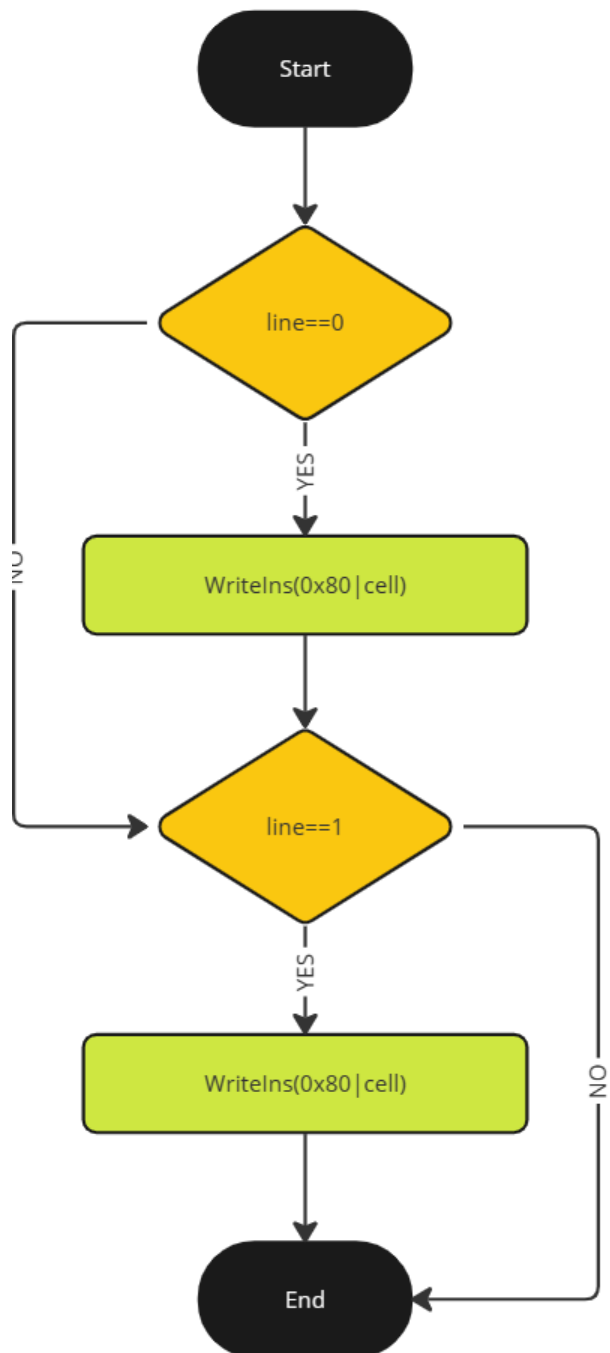 Start
line==0
YES
WriteIns(0x80|cell)
NO
line==1
YES
WriteIns(0x80|cell)
NO
End